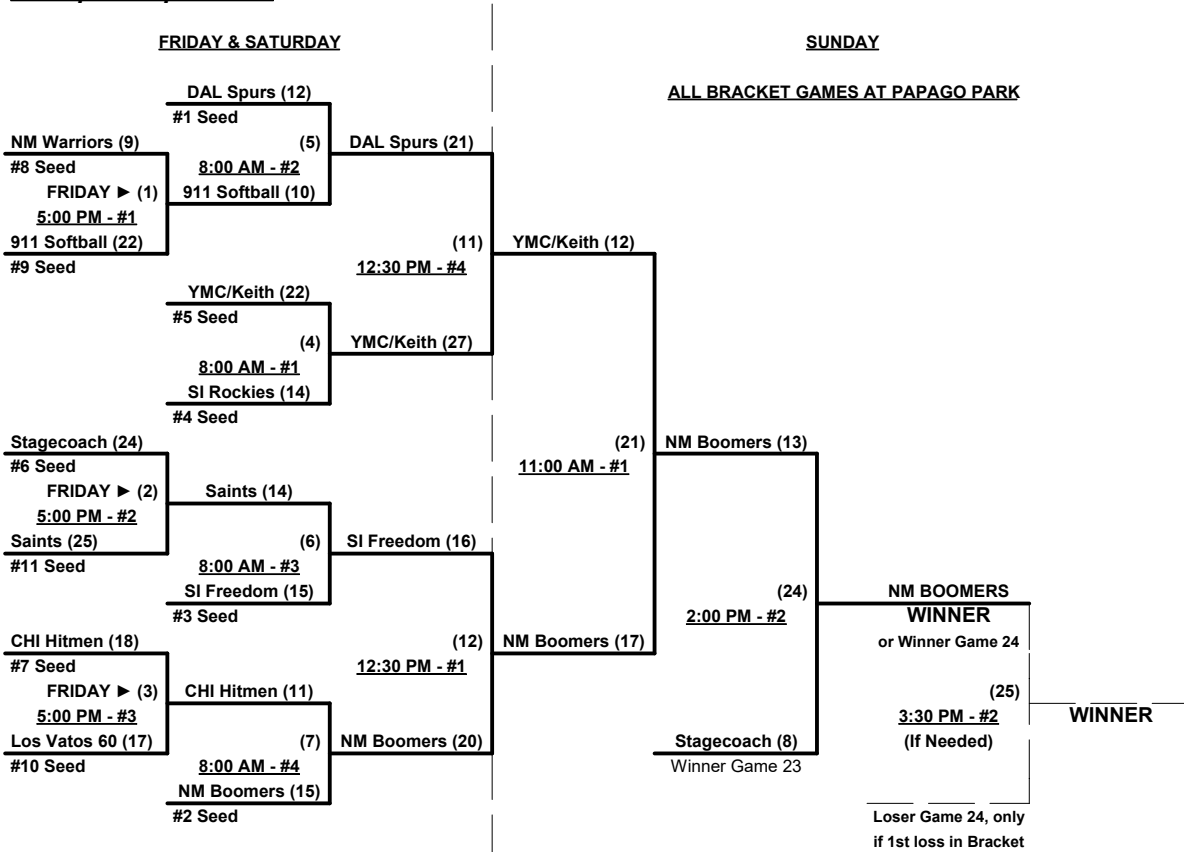 FRIDAY & SATURDAY
SUNDAY
ALL BRACKET GAMES AT PAPAGO PARK
DAL Spurs (12)
#1 Seed
NM Warriors (9)
#8 Seed
(5)
8:00 AM - #2
DAL Spurs (21)
FRIDAY ► (1)
5:00 PM - #1
911 Softball (10)
911 Softball (22)
#9 Seed
(11)
12:30 PM - #4
YMC/Keith (12)
YMC/Keith (22)
#5 Seed
(4)
8:00 AM - #1
YMC/Keith (27)
SI Rockies (14)
#4 Seed
Stagecoach (24)
#6 Seed
(21)
11:00 AM - #1
NM Boomers (13)
FRIDAY ► (2)
5:00 PM - #2
Saints (14)
Saints (25)
#11 Seed
(6)
8:00 AM - #3
SI Freedom (16)
SI Freedom (15)
#3 Seed
(24)
2:00 PM - #2
NM BOOMERS
WINNER
or Winner Game 24
CHI Hitmen (18)
#7 Seed
(12)
12:30 PM - #1
NM Boomers (17)
FRIDAY ► (3)
5:00 PM - #3
CHI Hitmen (11)
(25)
3:30 PM - #2
(If Needed)
WINNER
Los Vatos 60 (17)
#10 Seed
(7)
8:00 AM - #4
NM Boomers (20)
Stagecoach (8)
Winner Game 23
NM Boomers (15)
#2 Seed
Loser Game 24, only
if 1st loss in Bracket